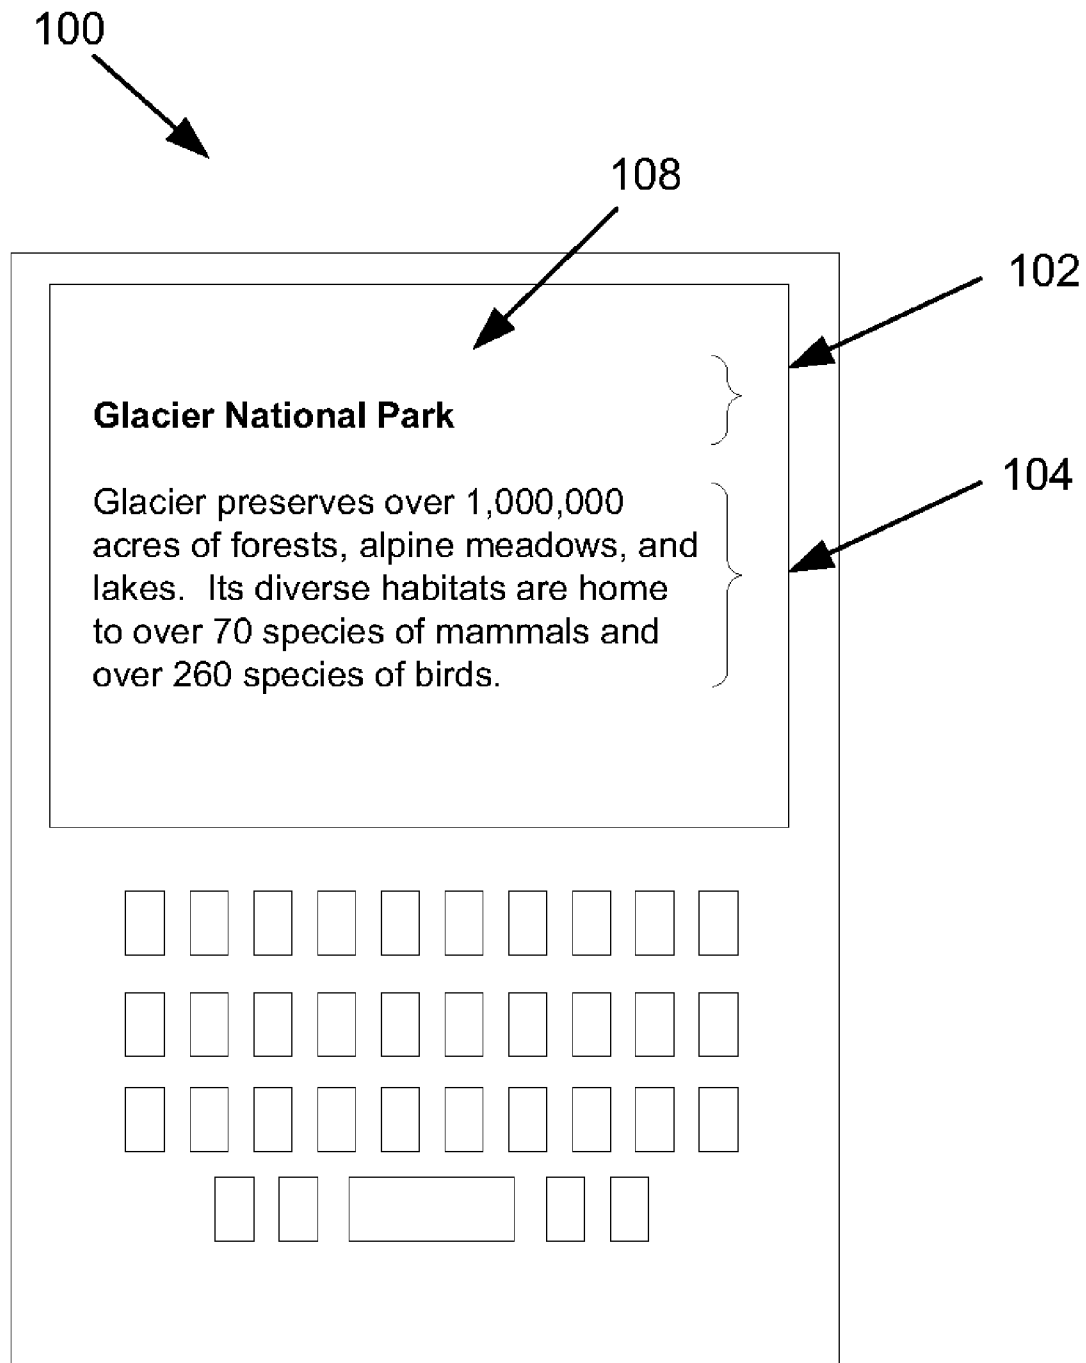 100
108
102
Glacier National Park
104
Glacier preserves over 1,000,000
acres of forests, alpine meadows, and
lakes.  Its diverse habitats are home
to over 70 species of mammals and
over 260 species of birds.